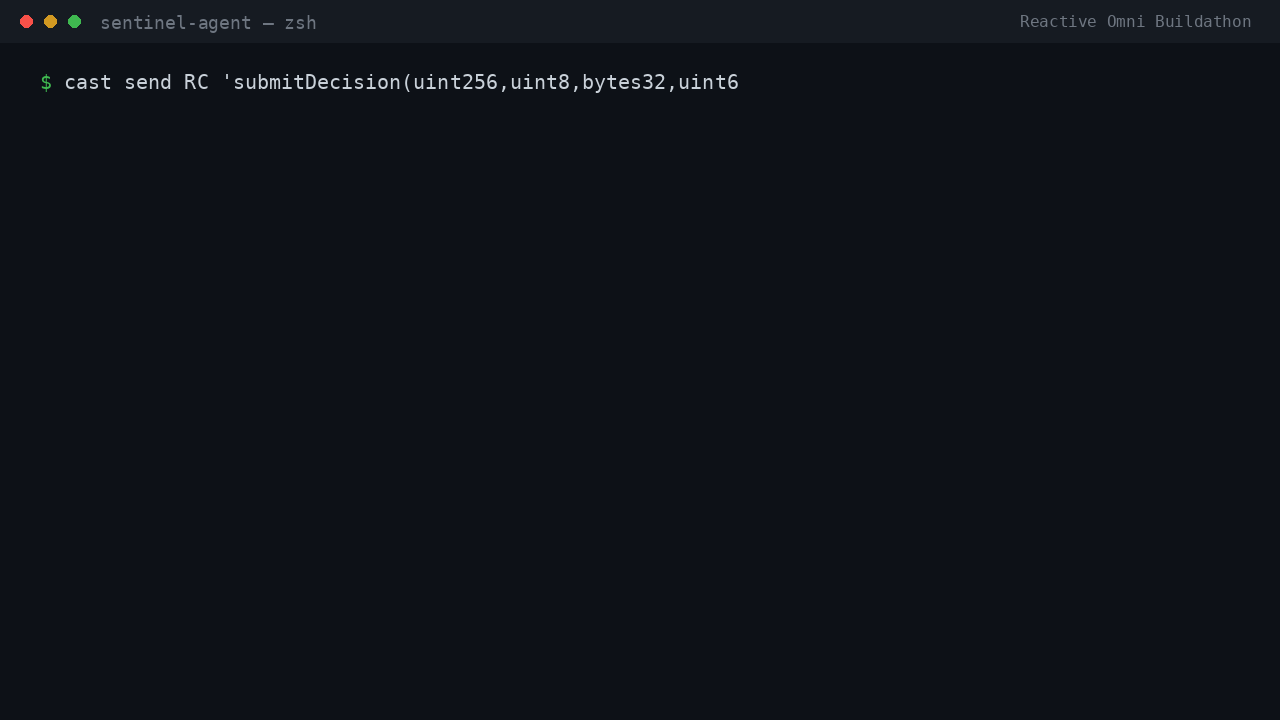 sentinel-agent — zsh
Reactive Omni Buildathon
$ cast send RC 'submitDecision(uint256,uint8,bytes32,uint6